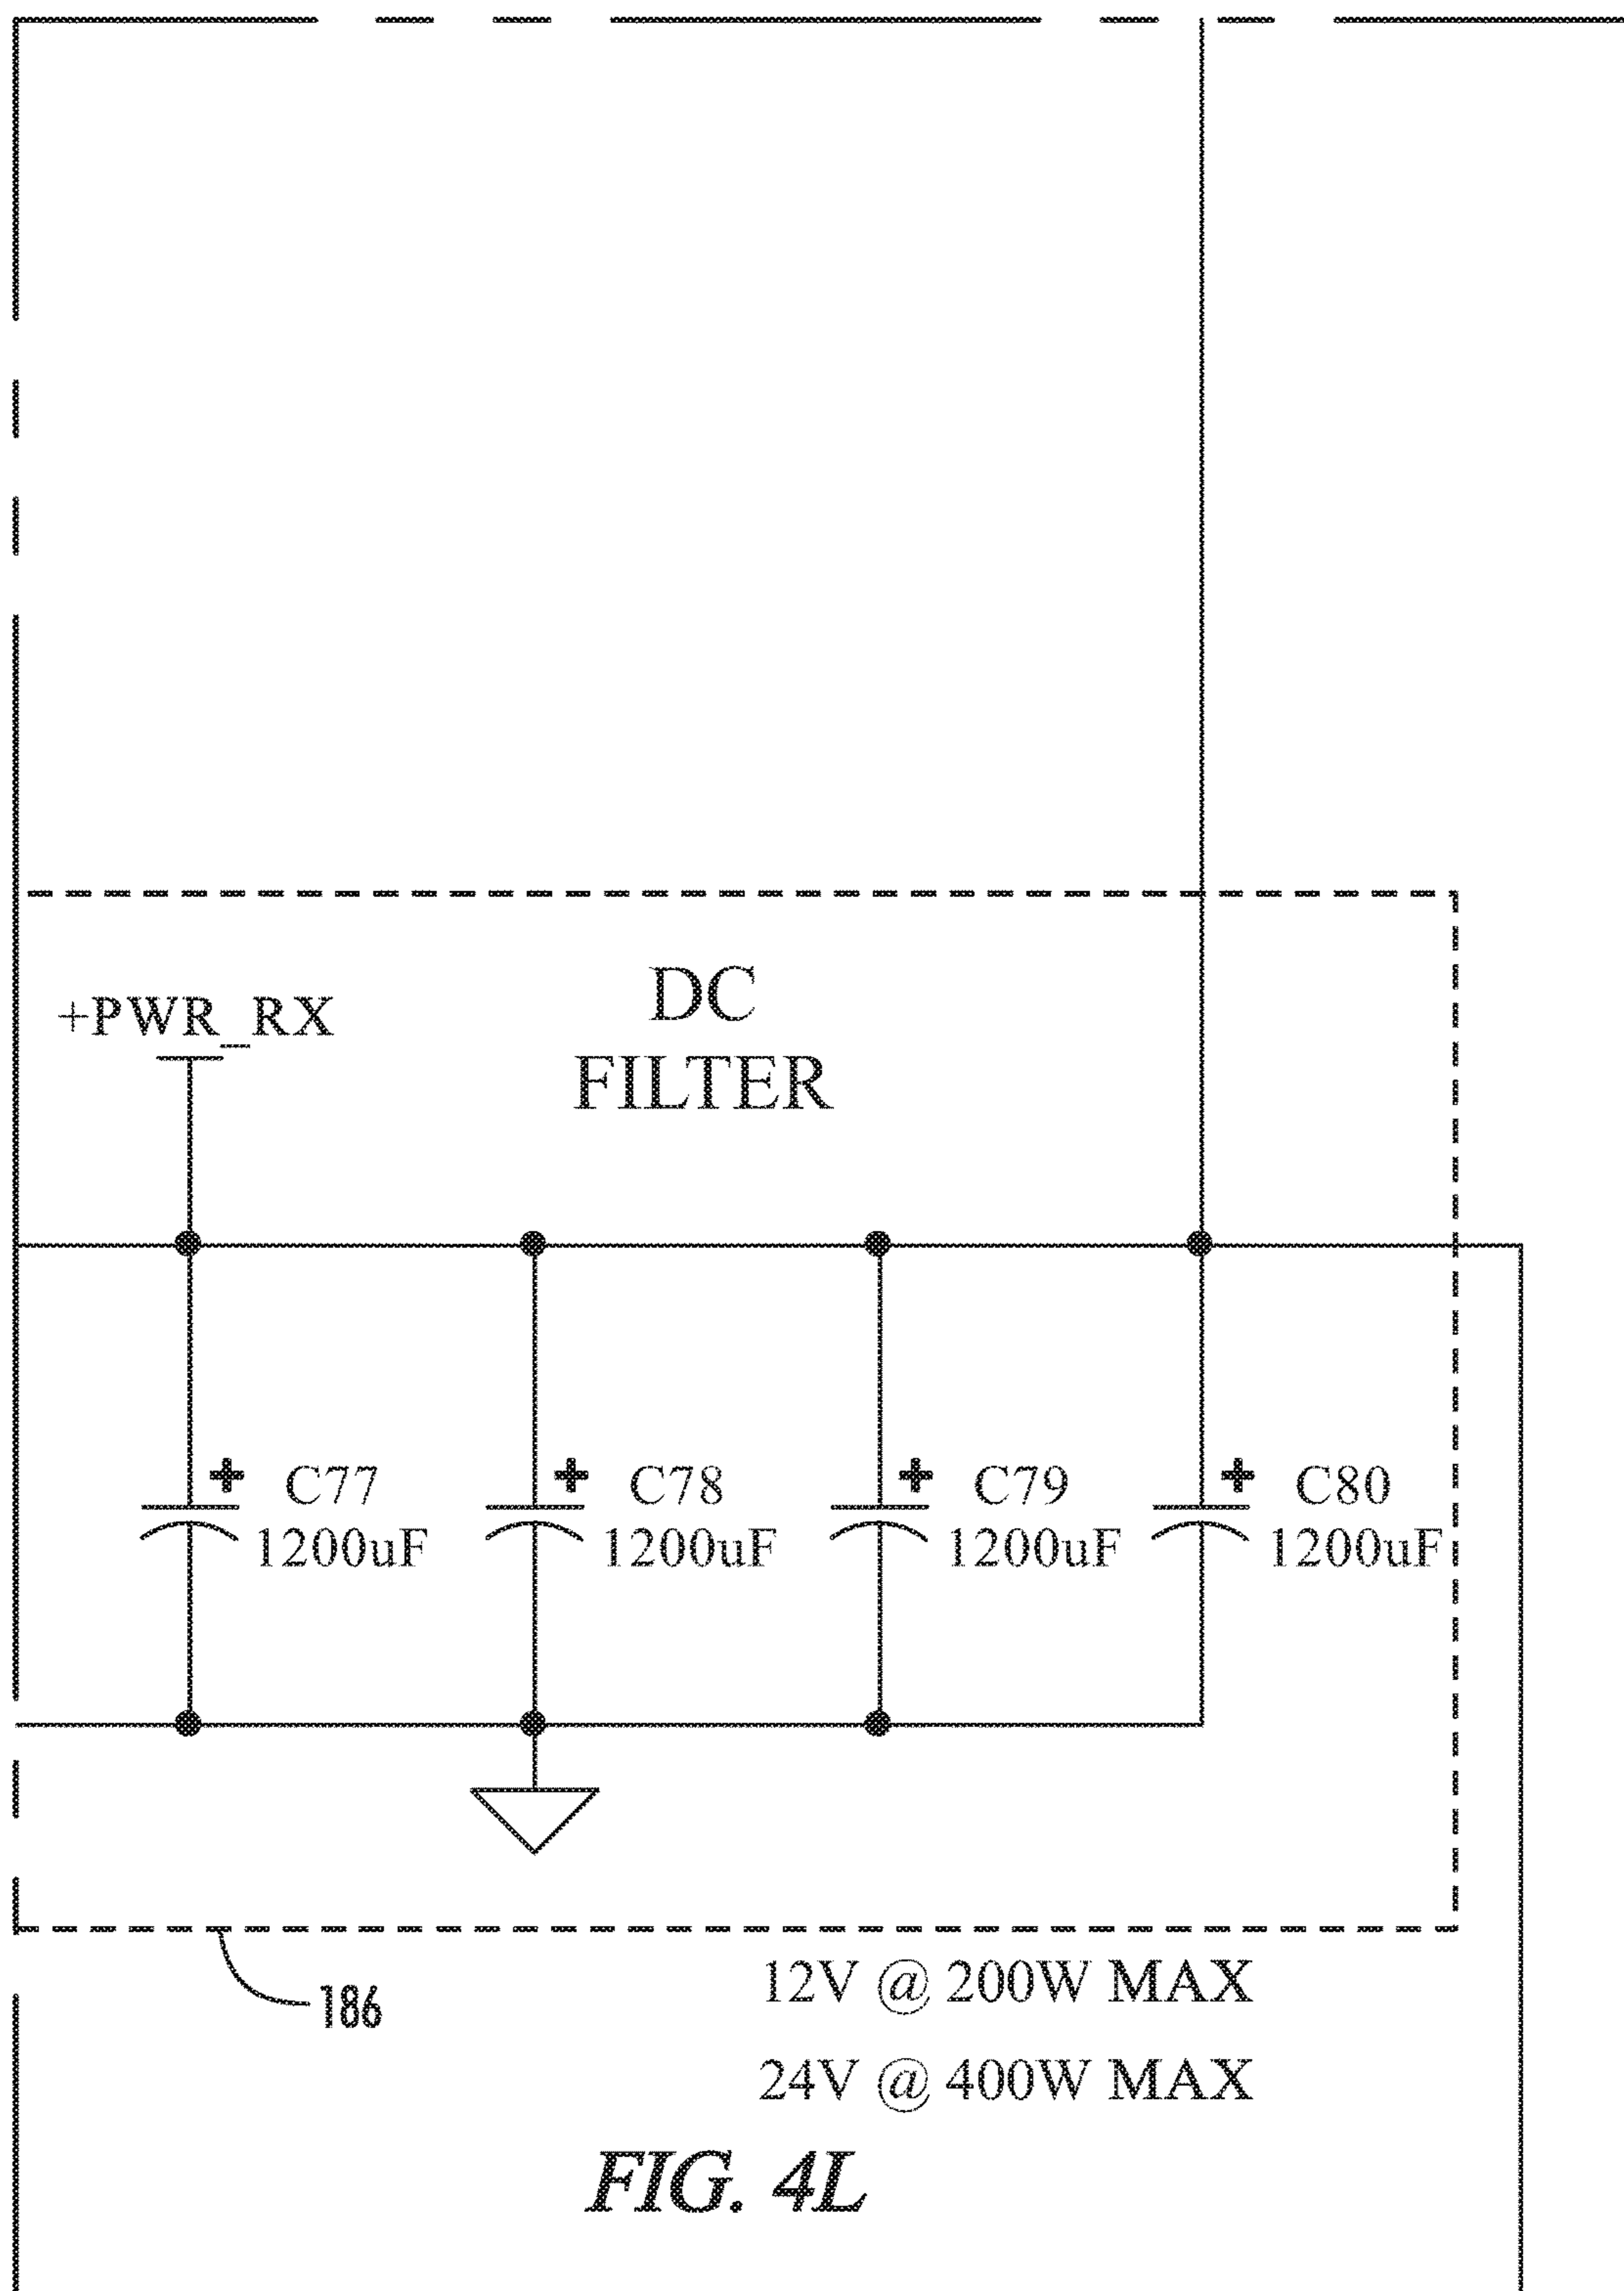 DC
FILTER
+PWR_RX
+ C77
1200uF
+ C78
1200uF
+ C79
1200uF
+ C80
1200uF
186
12V @ 200W MAX
24V @ 400W MAX
FIG. 4L